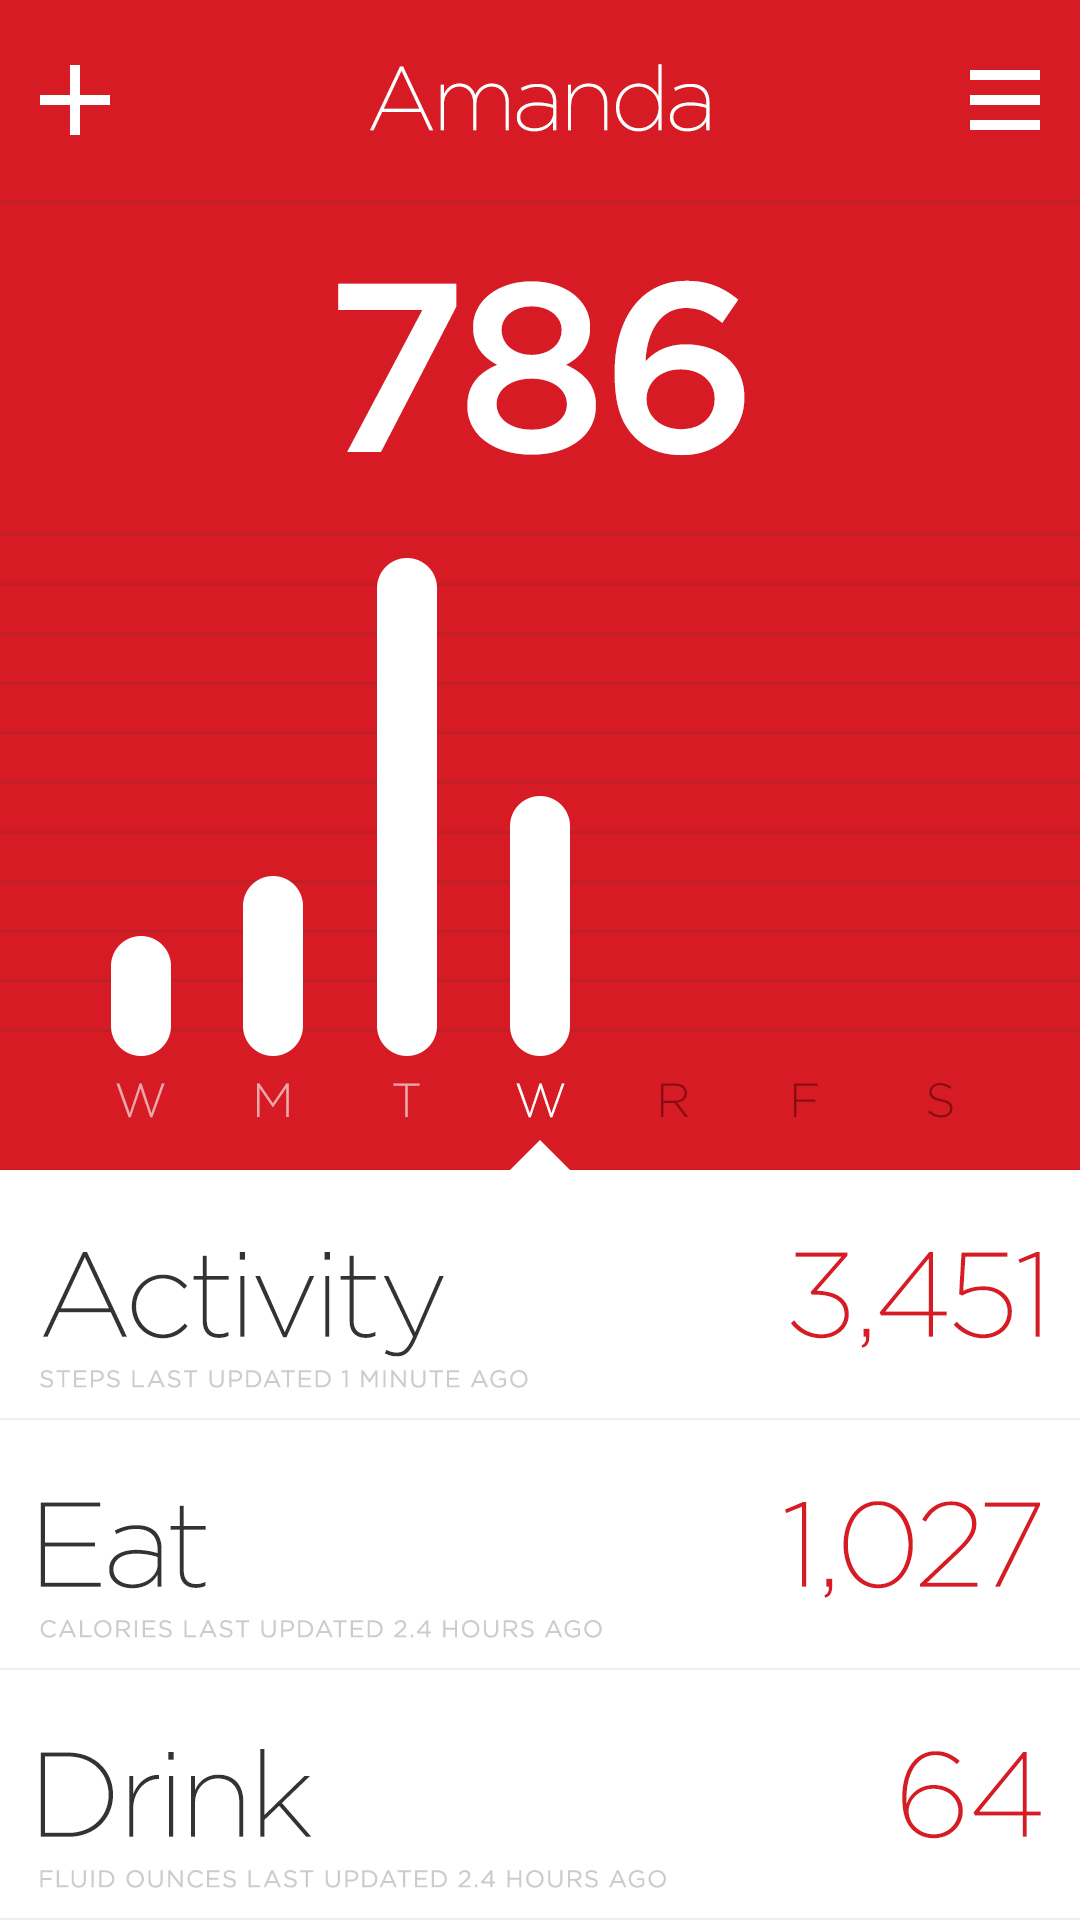 Amanda
786
W M T W R F S
Activity 3,451
STEPS LAST UPDATED 1 MINUTE AGO
Eat 1,027
CALORIES LAST UPDATED 2.4 HOURS AGO
Drink 64
FLUID OUNCES LAST UPDATED 2.4 HOURS AGO